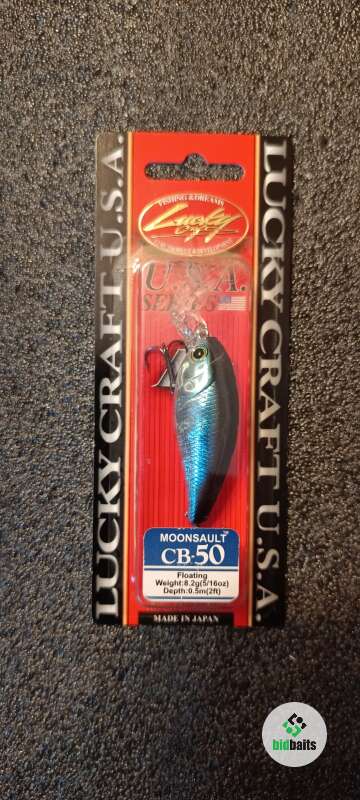 LUCKY CRAFT U.S.A.
FISHING & DREAMS
Lucky
Craft
U.S.A.
SERIES
MOONSAULT
CB-50
Floating
Weight:8.2g(5/16oz)
Depth:0.5m(2ft)
MADE IN JAPAN
LUCKY CRAFT U.S.A.
bidbaits